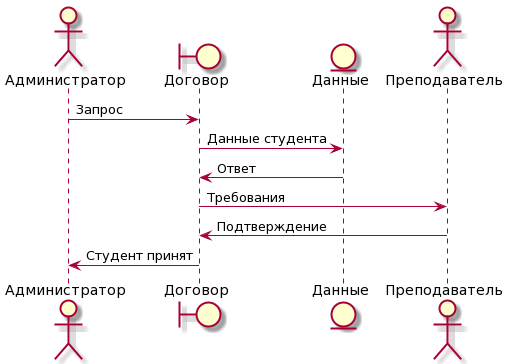 Администратор
Договор
Данные
Преподаватель
Запрос
Данные студента
Ответ
Требования
Подтверждение
Студент принят
Администратор
Договор
Данные
Преподаватель